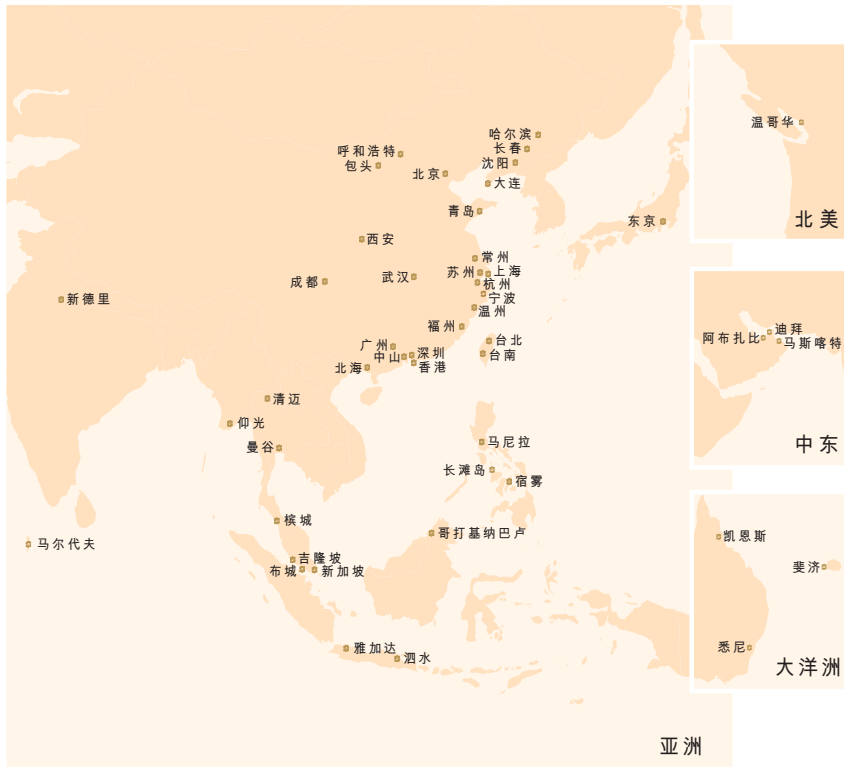 哈尔滨
长春
呼和浩特
沈阳
包头
北京
大连
青岛
东京
西安
常州
苏州
上海
成都
武汉
杭州
宁波
新德里
温州
福州
台北
广州
中山
深圳
台南
北海
香港
清迈
仰光
曼谷
马尼拉
长滩岛
宿雾
槟城
哥打基纳巴卢
马尔代夫
吉隆坡
布城
新加坡
雅加达
泗水
亚洲
温哥华
北美
迪拜
阿布扎比
马斯喀特
中东
凯恩斯
斐济
悉尼
大洋洲